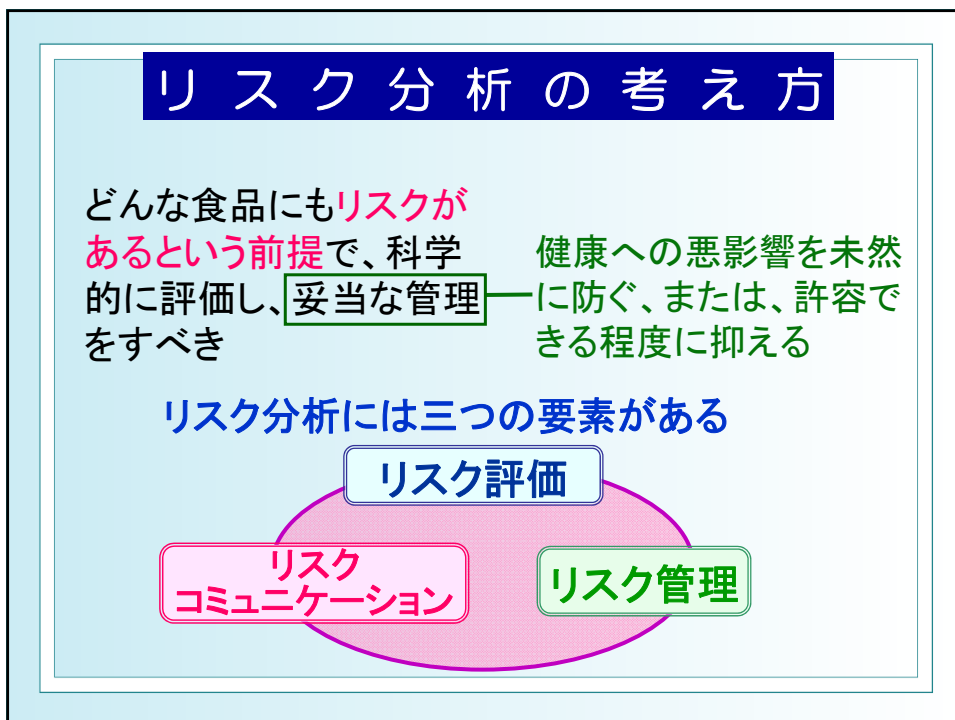 リスク分析の考え方
どんな食品にもリスクが
あるという前提で、科学
的に評価し、妥当な管理
をすべき
健康への悪影響を未然
に防ぐ、または、許容で
きる程度に抑える
リスク分析には三つの要素がある
リスク評価
リスク
コミュニケーション
リスク管理